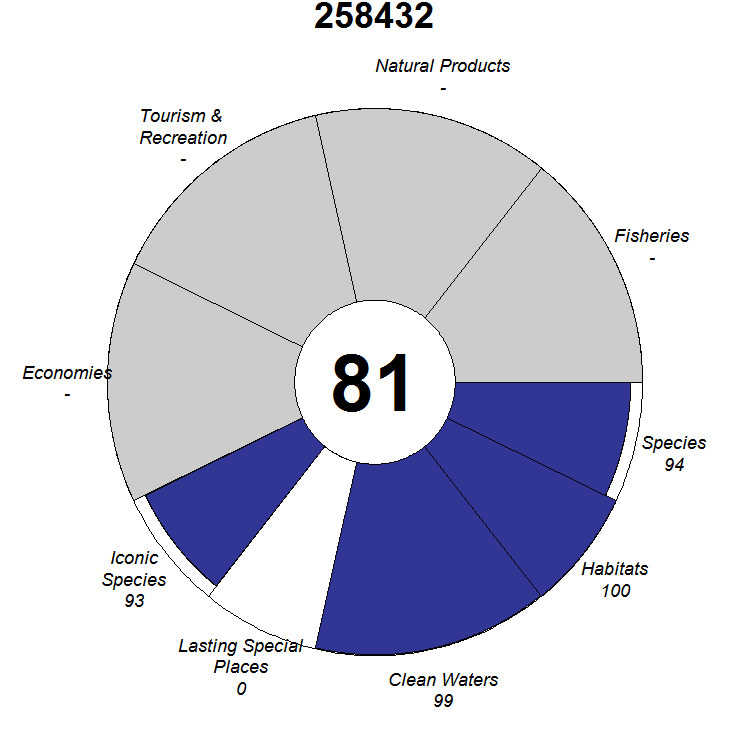 258432
Natural Products
-
Tourism &
Recreation
-
Fisheries
-
Economies
-
81
Species
94
Iconic
Species
93
Habitats
100
Lasting Special
Places
0
Clean Waters
99